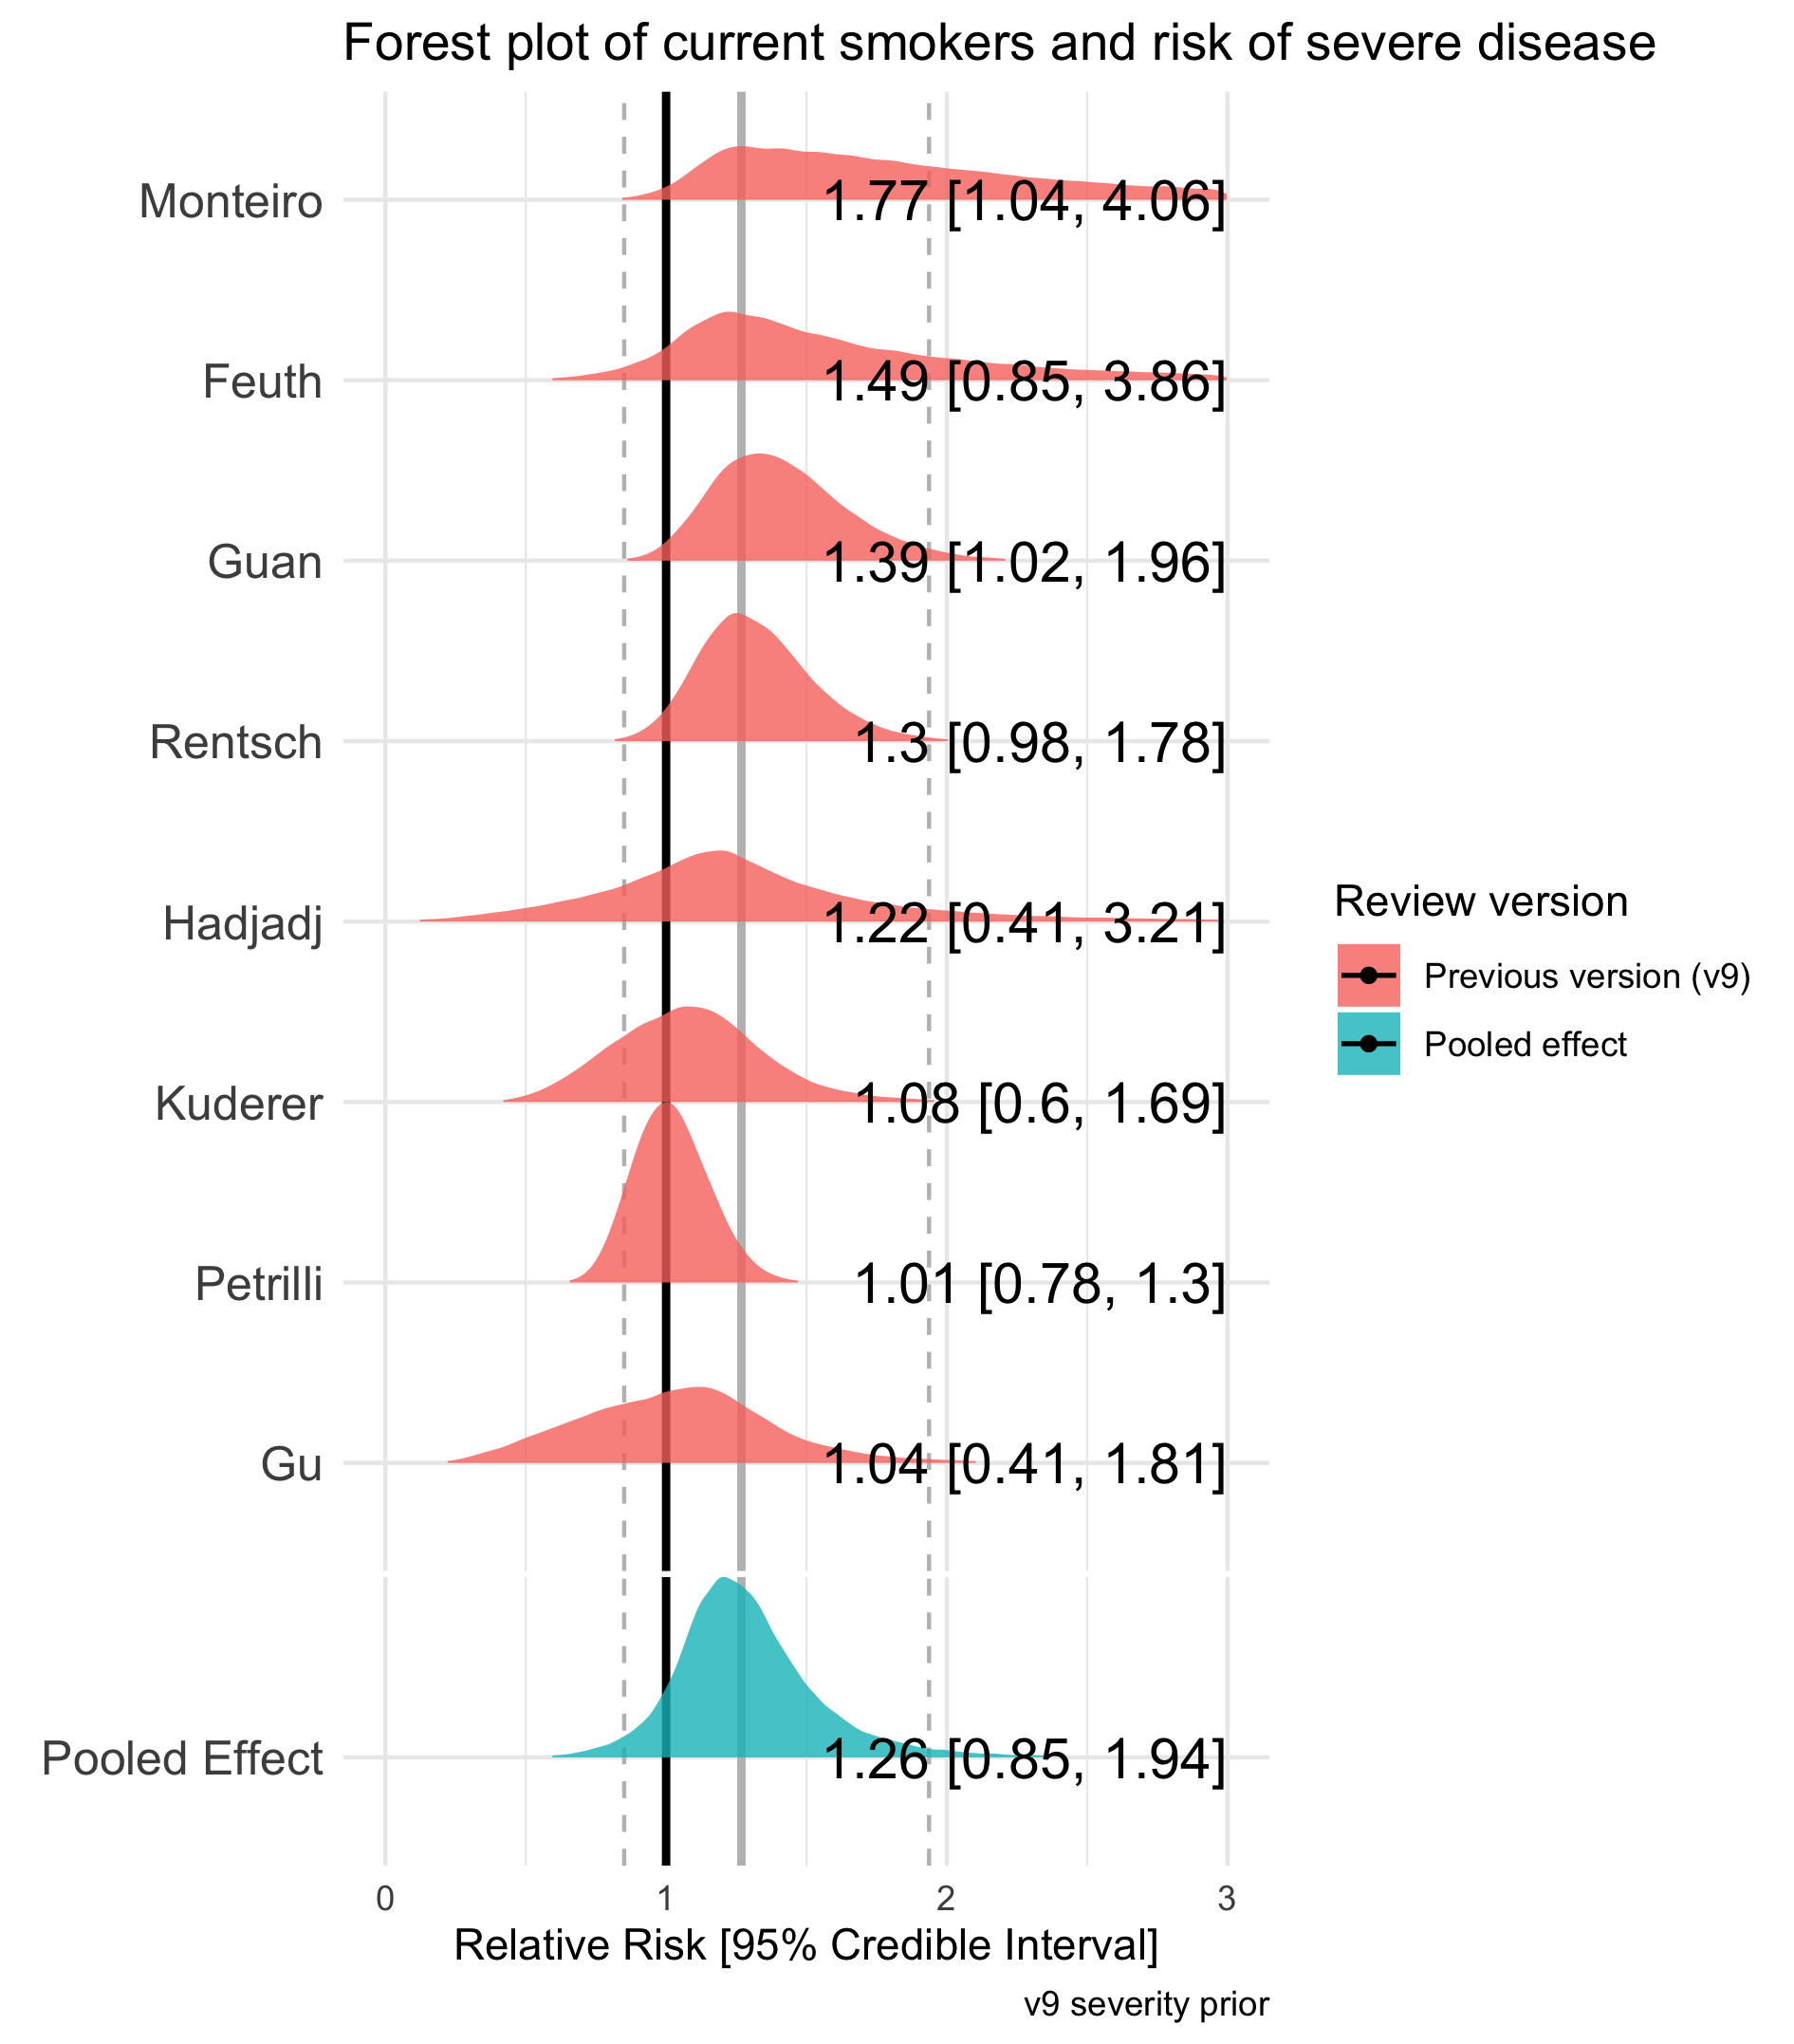 Forest plot of current smokers and risk of severe disease
Monteiro
1.77 [1.04, 4.06]
Feuth
1.49 [0.85, 3.86]
Guan
1.39 [1.02, 1.96]
Rentsch
1.3 [0.98, 1.78]
Hadjadj
1.22 [0.41, 3.21]
Kuderer
1.08 [0.6, 1.69]
Petrilli
1.01 [0.78, 1.3]
Gu
1.04 [0.41, 1.81]
Pooled Effect
1.26 [0.85, 1.94]
0 1 2 3
Relative Risk [95% Credible Interval]
v9 severity prior
Review version
Previous version (v9)
Pooled effect